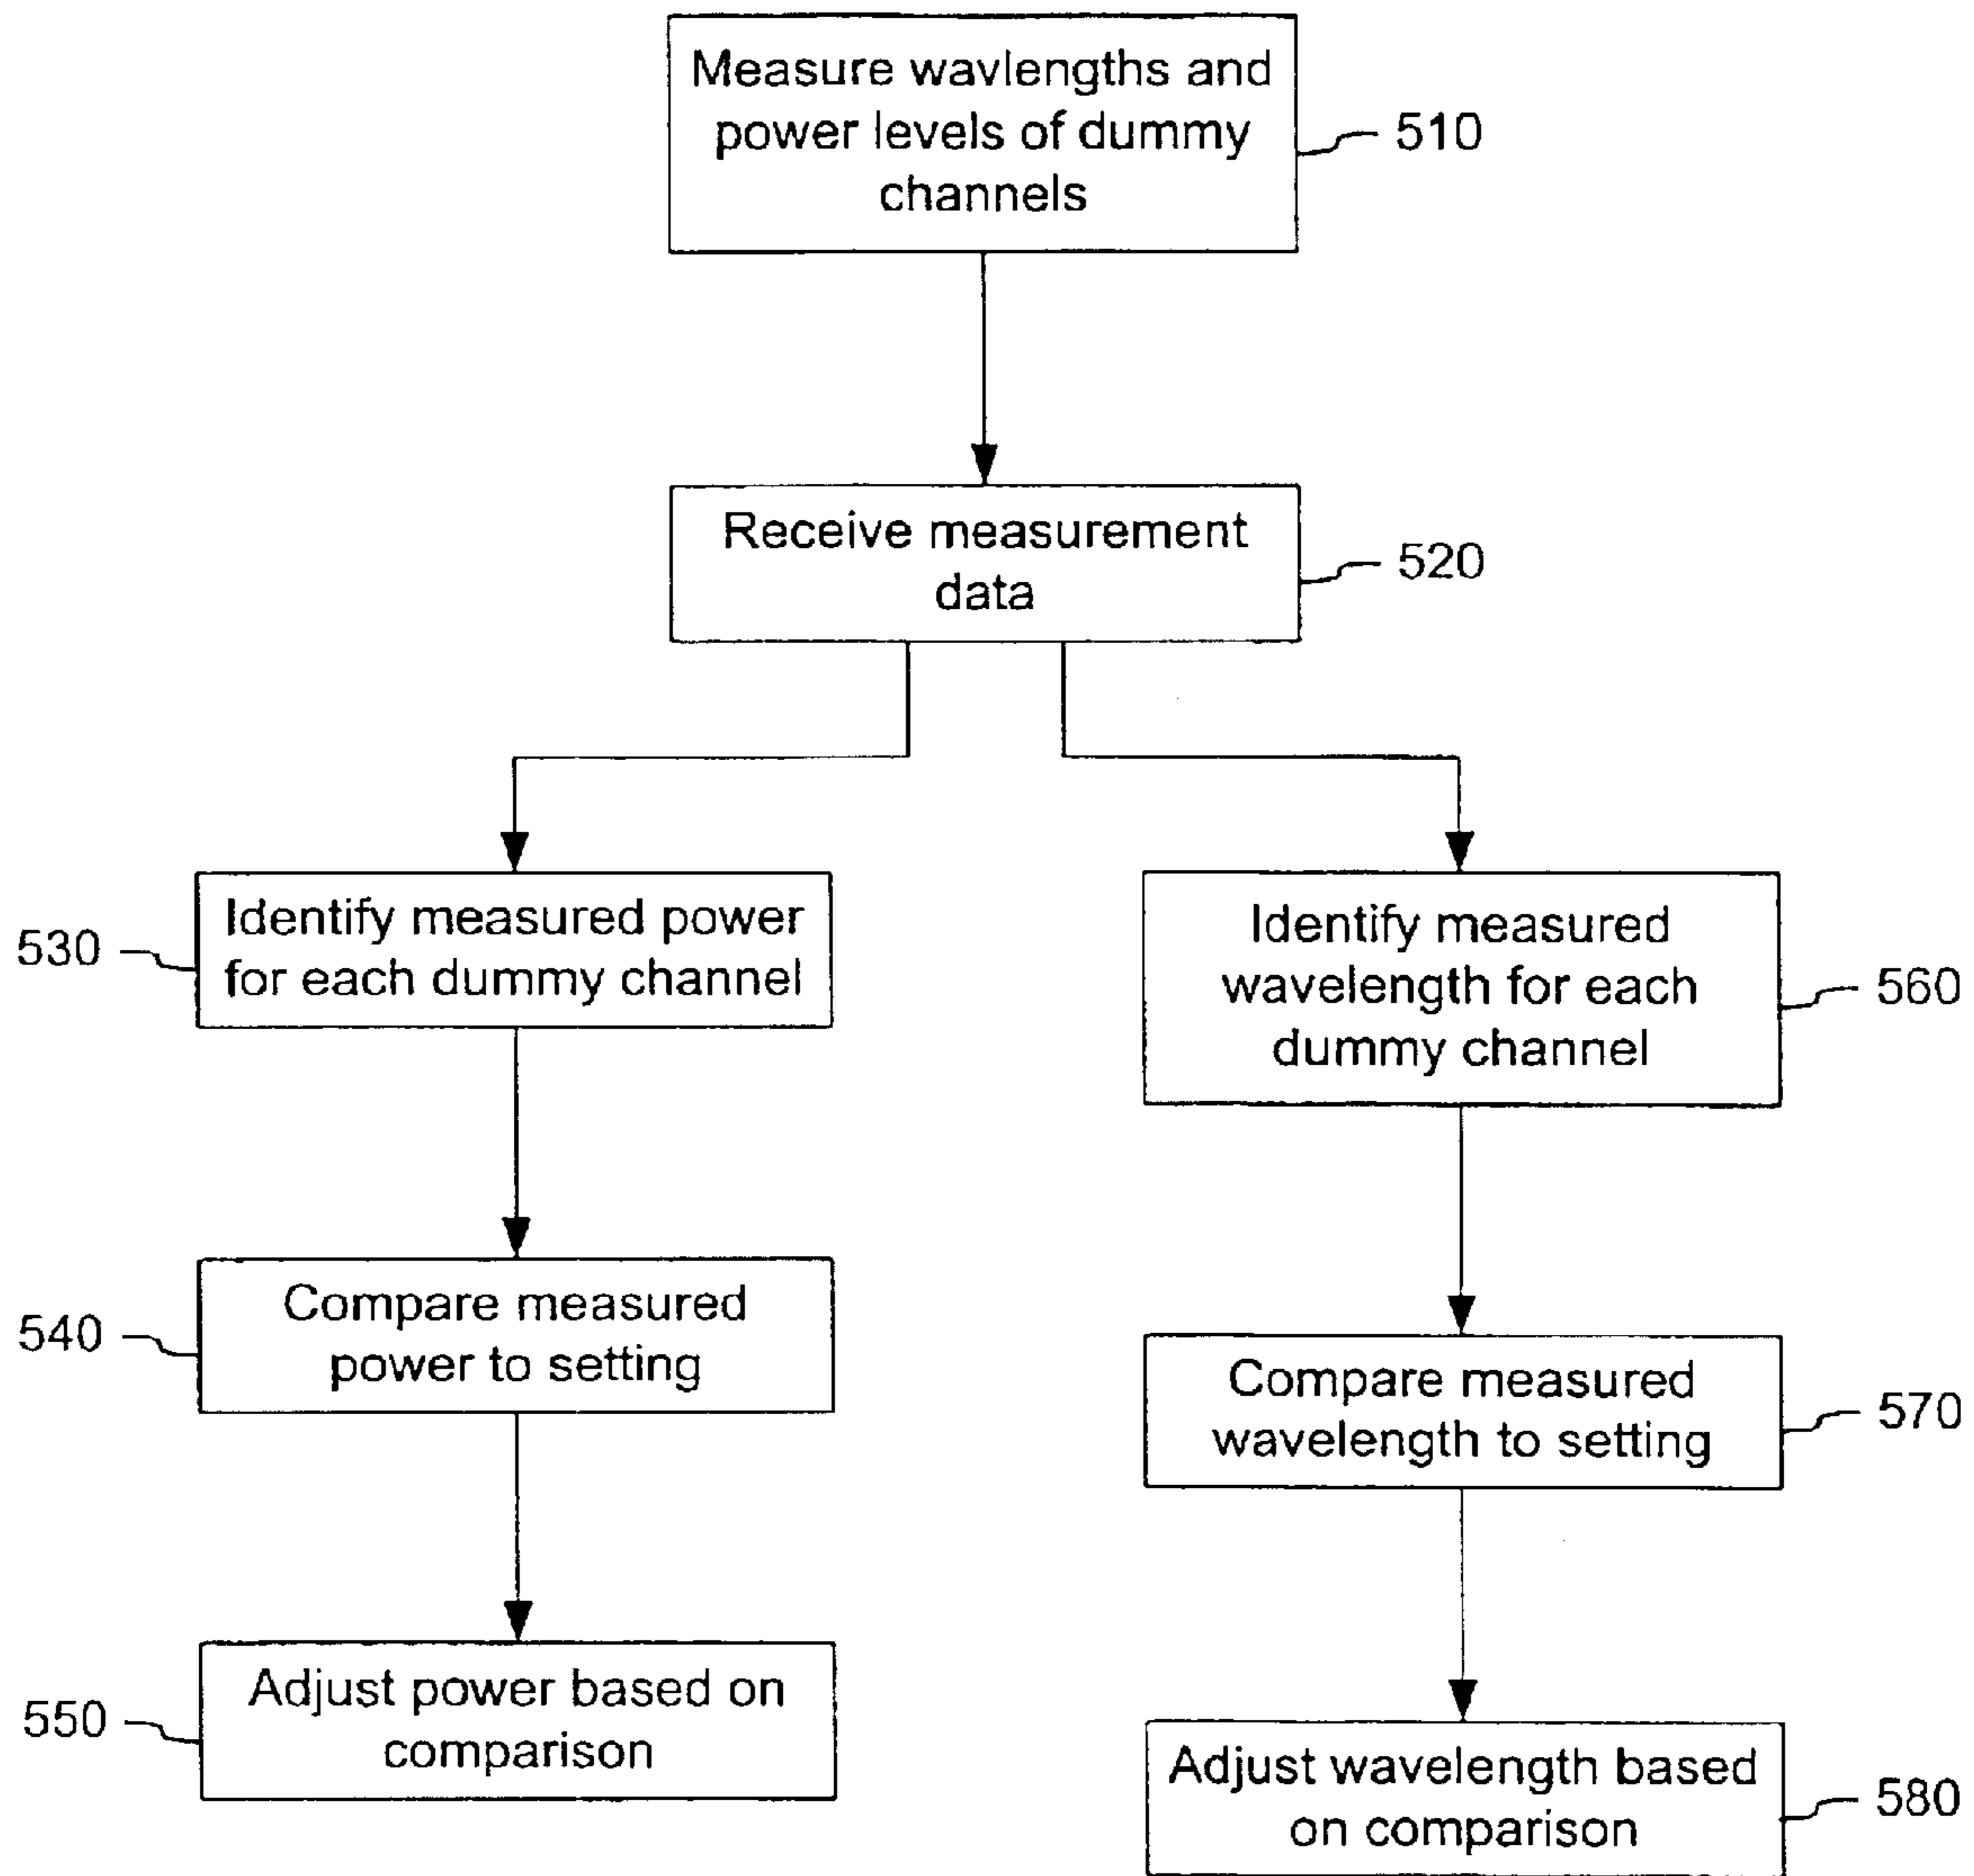 Measure wavlengths and
power levels of dummy
channels
510
Receive measurement
data
520
530
Identify measured power
for each dummy channel
Identify measured
wavelength for each
dummy channel
560
540
Compare measured
power to setting
Compare measured
wavelength to setting
570
550
Adjust power based on
comparison
Adjust wavelength based
on comparison
580